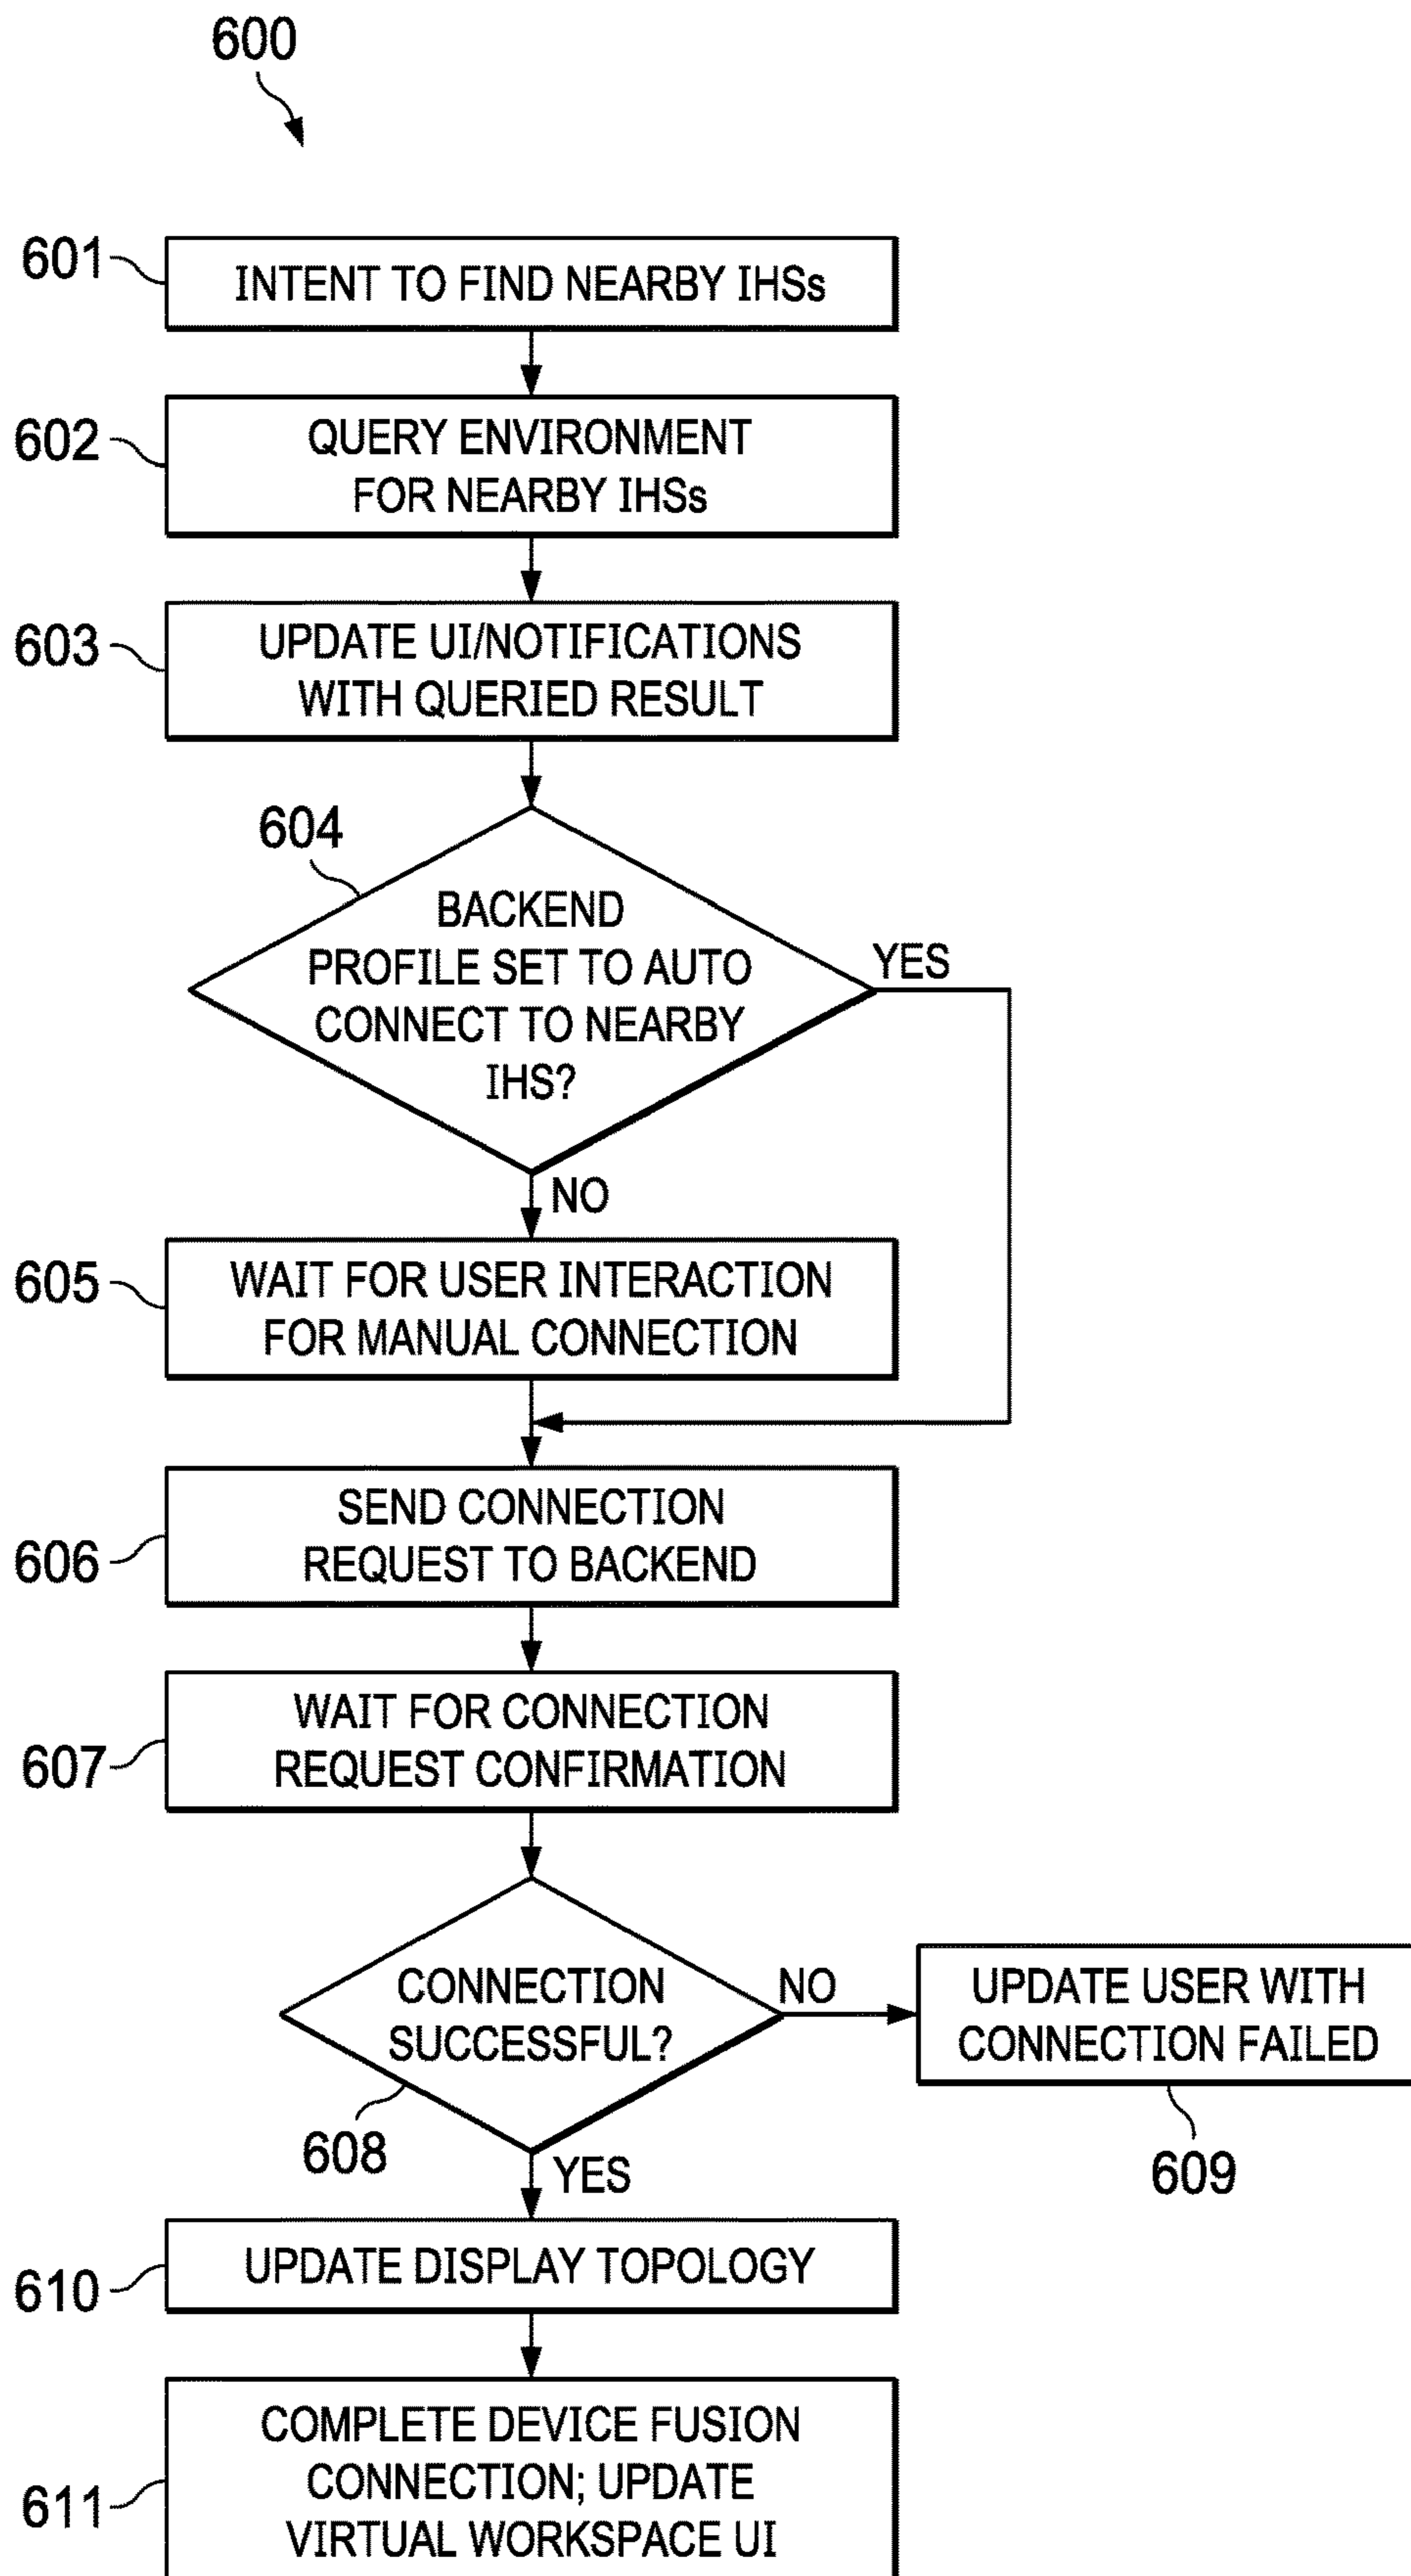 600
601
INTENT TO FIND NEARBY IHSs
602
QUERY ENVIRONMENT
FOR NEARBY IHSs
603
UPDATE UI/NOTIFICATIONS
WITH QUERIED RESULT
604
BACKEND
PROFILE SET TO AUTO
CONNECT TO NEARBY
IHS?
YES
NO
605
WAIT FOR USER INTERACTION
FOR MANUAL CONNECTION
606
SEND CONNECTION
REQUEST TO BACKEND
607
WAIT FOR CONNECTION
REQUEST CONFIRMATION
608
CONNECTION
SUCCESSFUL?
NO
UPDATE USER WITH
CONNECTION FAILED
609
YES
610
UPDATE DISPLAY TOPOLOGY
611
COMPLETE DEVICE FUSION
CONNECTION; UPDATE
VIRTUAL WORKSPACE UI